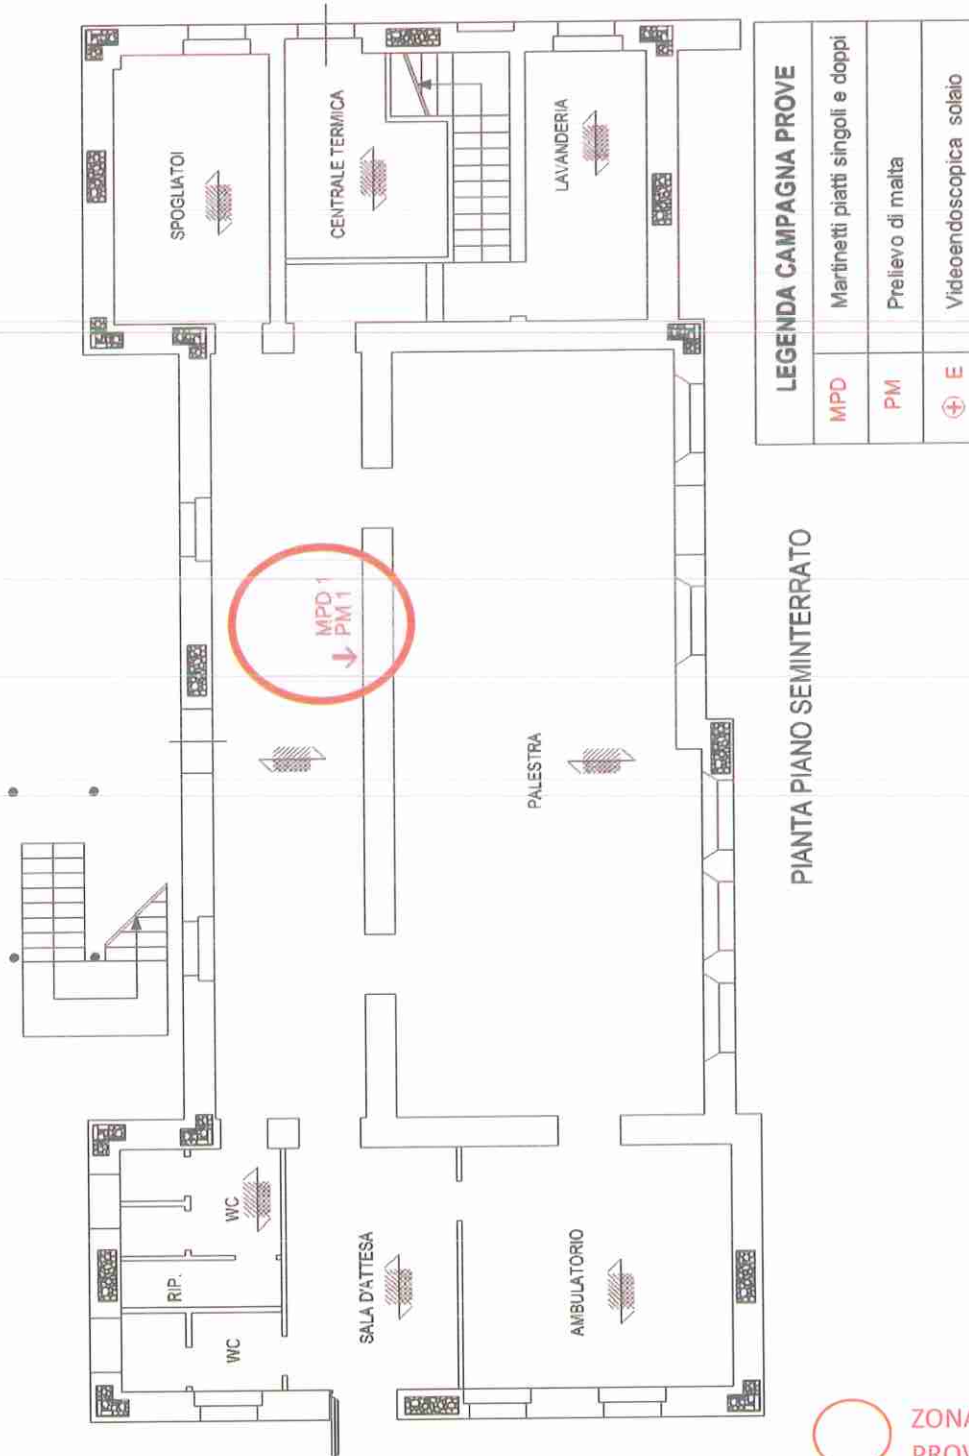 SPOGLIATOI
CENTRALE TERMICA
LAVANDERIA
MPD 1
PM 1
PALESTRA
WC
RIP.
WC
SALA D'ATTESA
AMBULATORIO
PIANTA PIANO SEMINTERRATO
LEGENDA CAMPAGNA PROVE
MPD Martinetti piatti singoli e doppi
PM Prelievo di malta
E Videoendoscopica solaio
ZONA